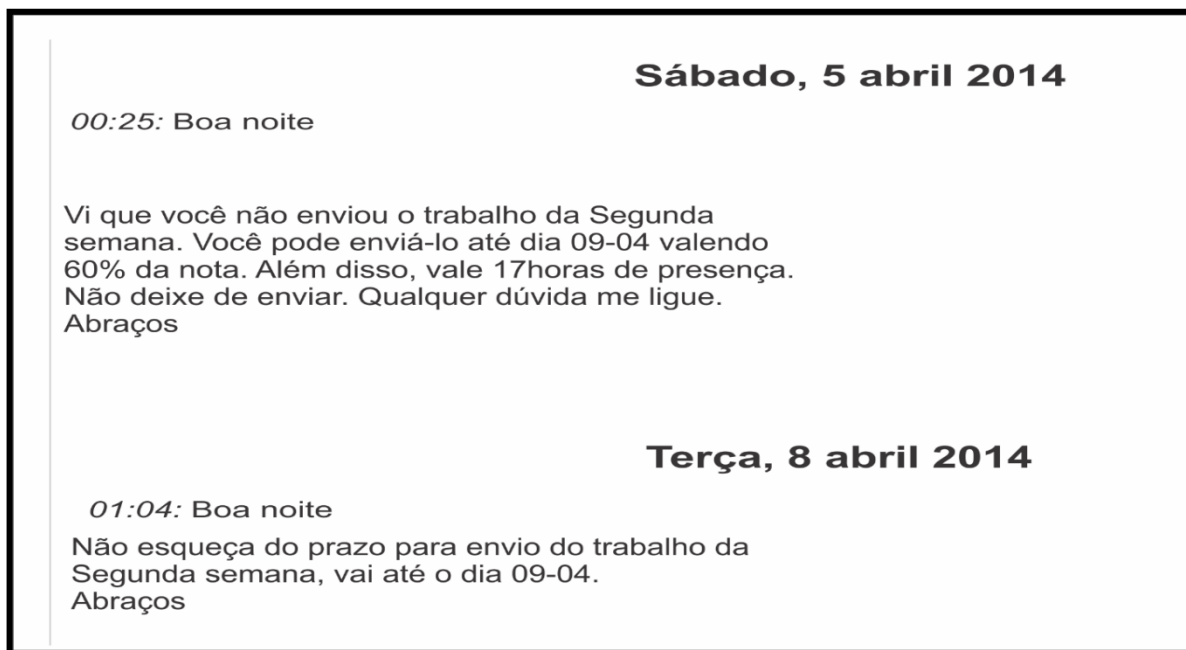 Sábado, 5 abril 2014
00:25: Boa noite
Vi que você não enviou o trabalho da Segunda
semana. Você pode enviá-lo até dia 09-04 valendo
60% da nota. Além disso, vale 17horas de presença.
Não deixe de enviar. Qualquer dúvida me ligue.
Abraços
Terça, 8 abril 2014
01:04: Boa noite
Não esqueça do prazo para envio do trabalho da
Segunda semana, vai até o dia 09-04.
Abraços